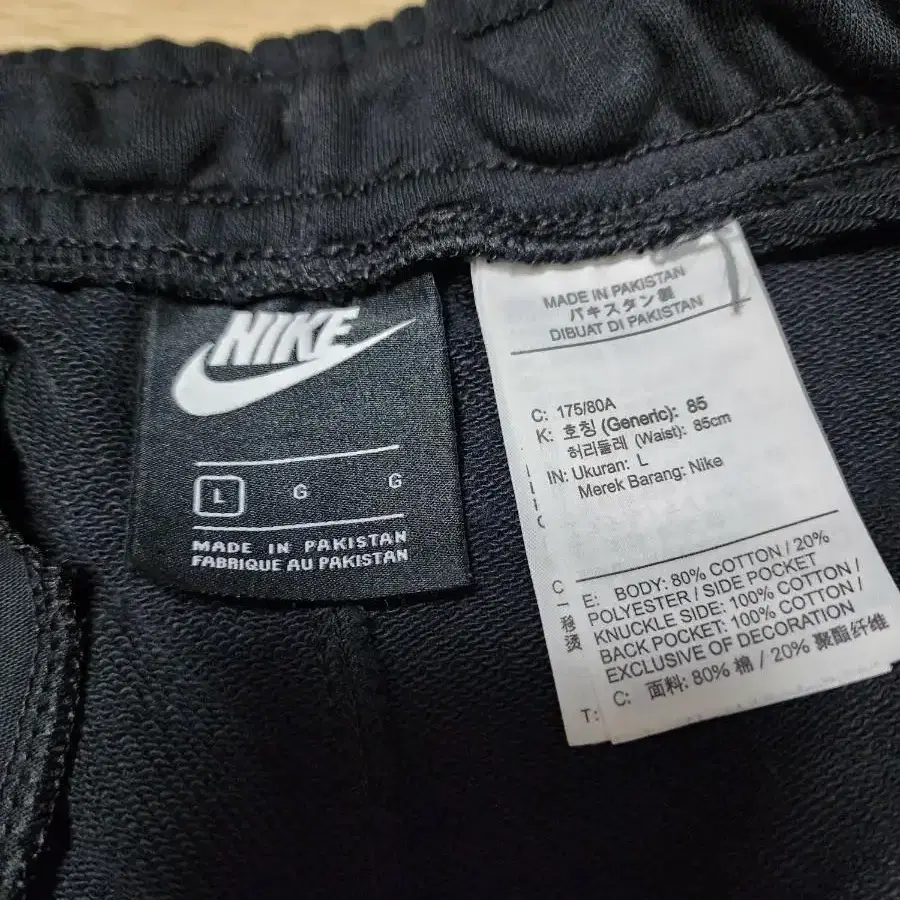 NIKE
L G G
MADE IN PAKISTAN
FABRIQUE AU PAKISTAN
MADE IN PAKISTAN
パキスタン製
DIBUAT DI PAKISTAN
C: 175/80A
K: 호칭 (Generic): 85
허리둘레 (Waist): 85cm
IN: Ukuran: L
Merek Barang: Nike
E: BODY: 80% COTTON / 20%
POLYESTER / SIDE POCKET
KNUCKLE SIDE: 100% COTTON /
BACK POCKET: 100% COTTON /
EXCLUSIVE OF DECORATION
C: 面料: 80% 棉 / 20% 聚酯纤维
T: